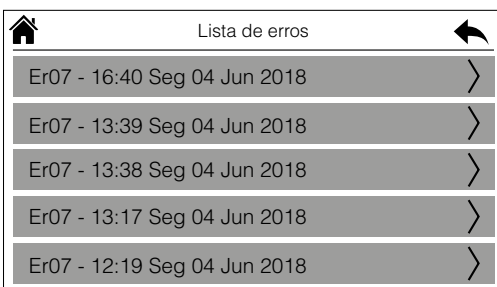 Lista de erros
Er07 - 16:40 Seg 04 Jun 2018
Er07 - 13:39 Seg 04 Jun 2018
Er07 - 13:38 Seg 04 Jun 2018
Er07 - 13:17 Seg 04 Jun 2018
Er07 - 12:19 Seg 04 Jun 2018